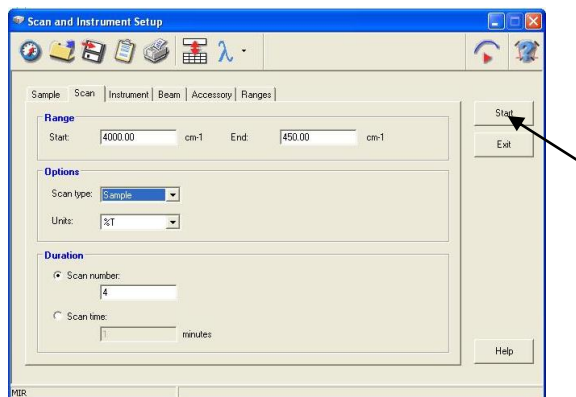 Scan and Instrument Setup
λ
Sample Scan Instrument Beam Accessory Ranges
Range
Start: 4000.00 cm-1 End: 450.00 cm-1
Options
Scan type: Sample
Units: %T
Duration
Scan number:
4
Scan time:
1 minutes
Start
Exit
Help
MIR